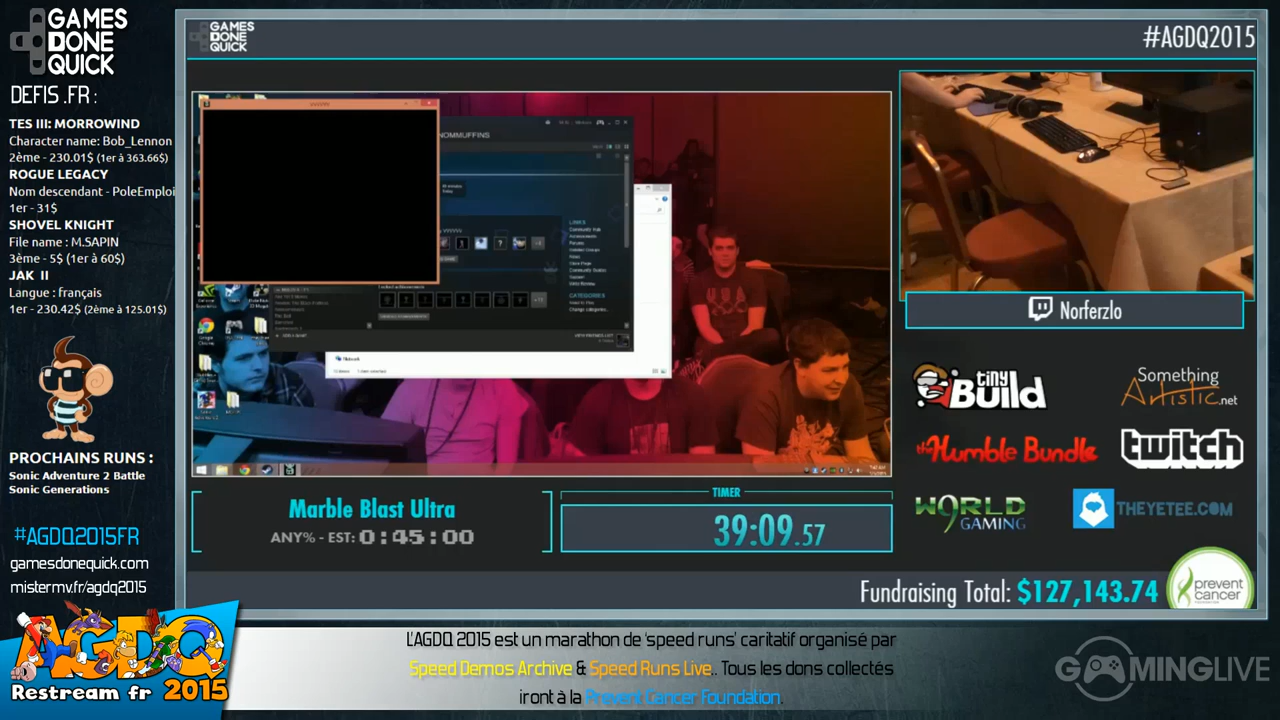 GAMES
DONE
QUICK
DEFIS .FR :
TES III: MORROWIND
Character name: Bob_Lennon
2ème - 230.01$ (1er à 363.66$)
ROGUE LEGACY
Nom descendant - PoleEmploi
1er - 31$
SHOVEL KNIGHT
File name : M.SAPIN
3ème - 5$ (1er à 60$)
JAK II
Langue : français
1er - 230.42$ (2ème à 125.01$)
PROCHAINS RUNS :
Sonic Adventure 2 Battle
Sonic Generations
#AGDQ2015FR
gamesdonequick.com
mistermv.fr/agdq2015
AGDQ
Restream fr 2015
GAMES
DONE
QUICK
#AGDQ2015
NOMMUFFINS
LINKS
CATEGORIES
Norferzlo
tiny
Build
Something
Artistic.net
the Humble Bundle
twitch
WORLD
GAMING
THEYETEE.COM
Marble Blast Ultra
ANY% - EST: 0:45:00
TIMER
39:09.57
Fundraising Total: $127,143.74
prevent
cancer
L'AGDQ 2015 est un marathon de 'speed runs' caritatif organisé par
Speed Demos Archive & Speed Runs Live.. Tous les dons collectés
iront à la Prevent Cancer Foundation.
GAMINGLIVE